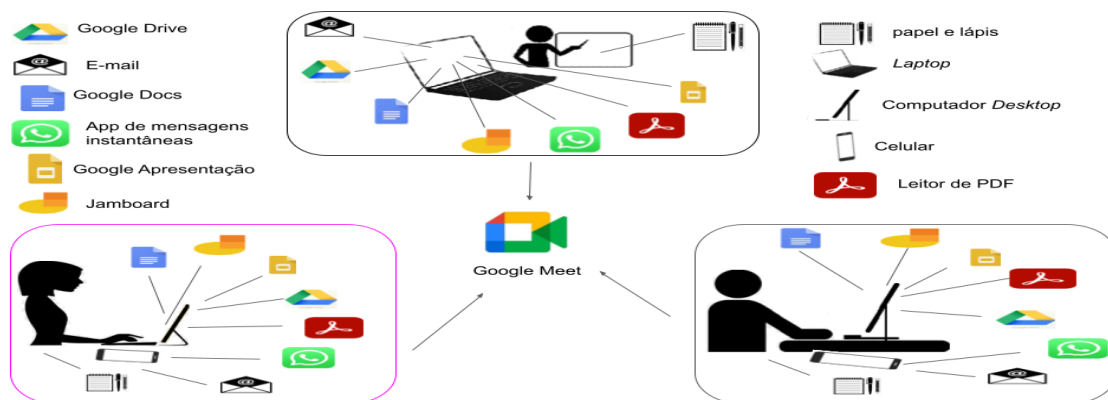 Google Drive
E-mail
Google Docs
App de mensagens
instantâneas
Google Apresentação
Jamboard
papel e lápis
Laptop
Computador Desktop
Celular
Leitor de PDF
Google Meet